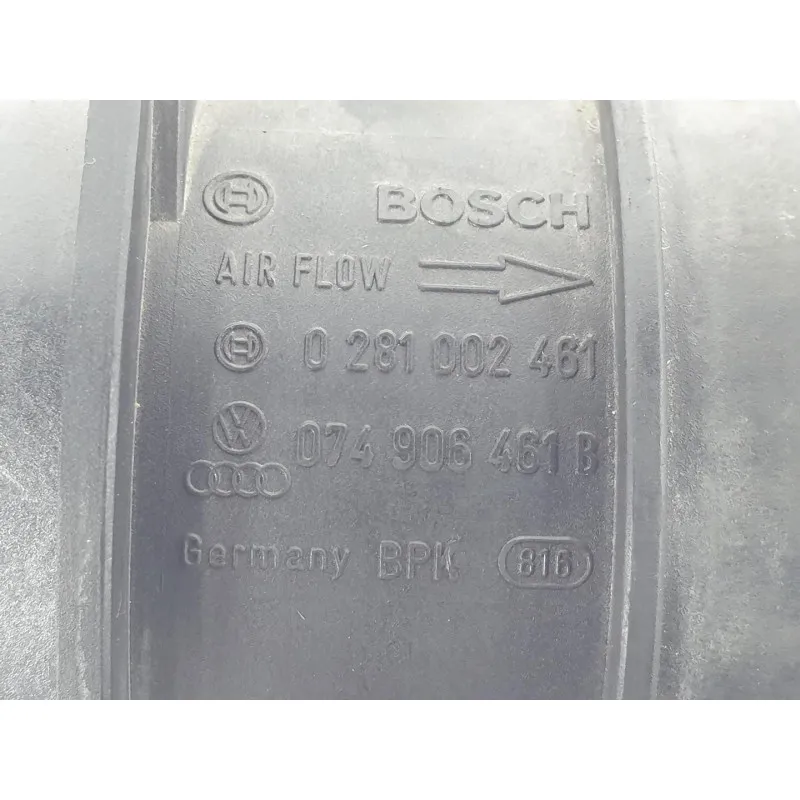 BOSCH
AIR FLOW
0 281 002 461
074 906 461 B
Germany BPK 816